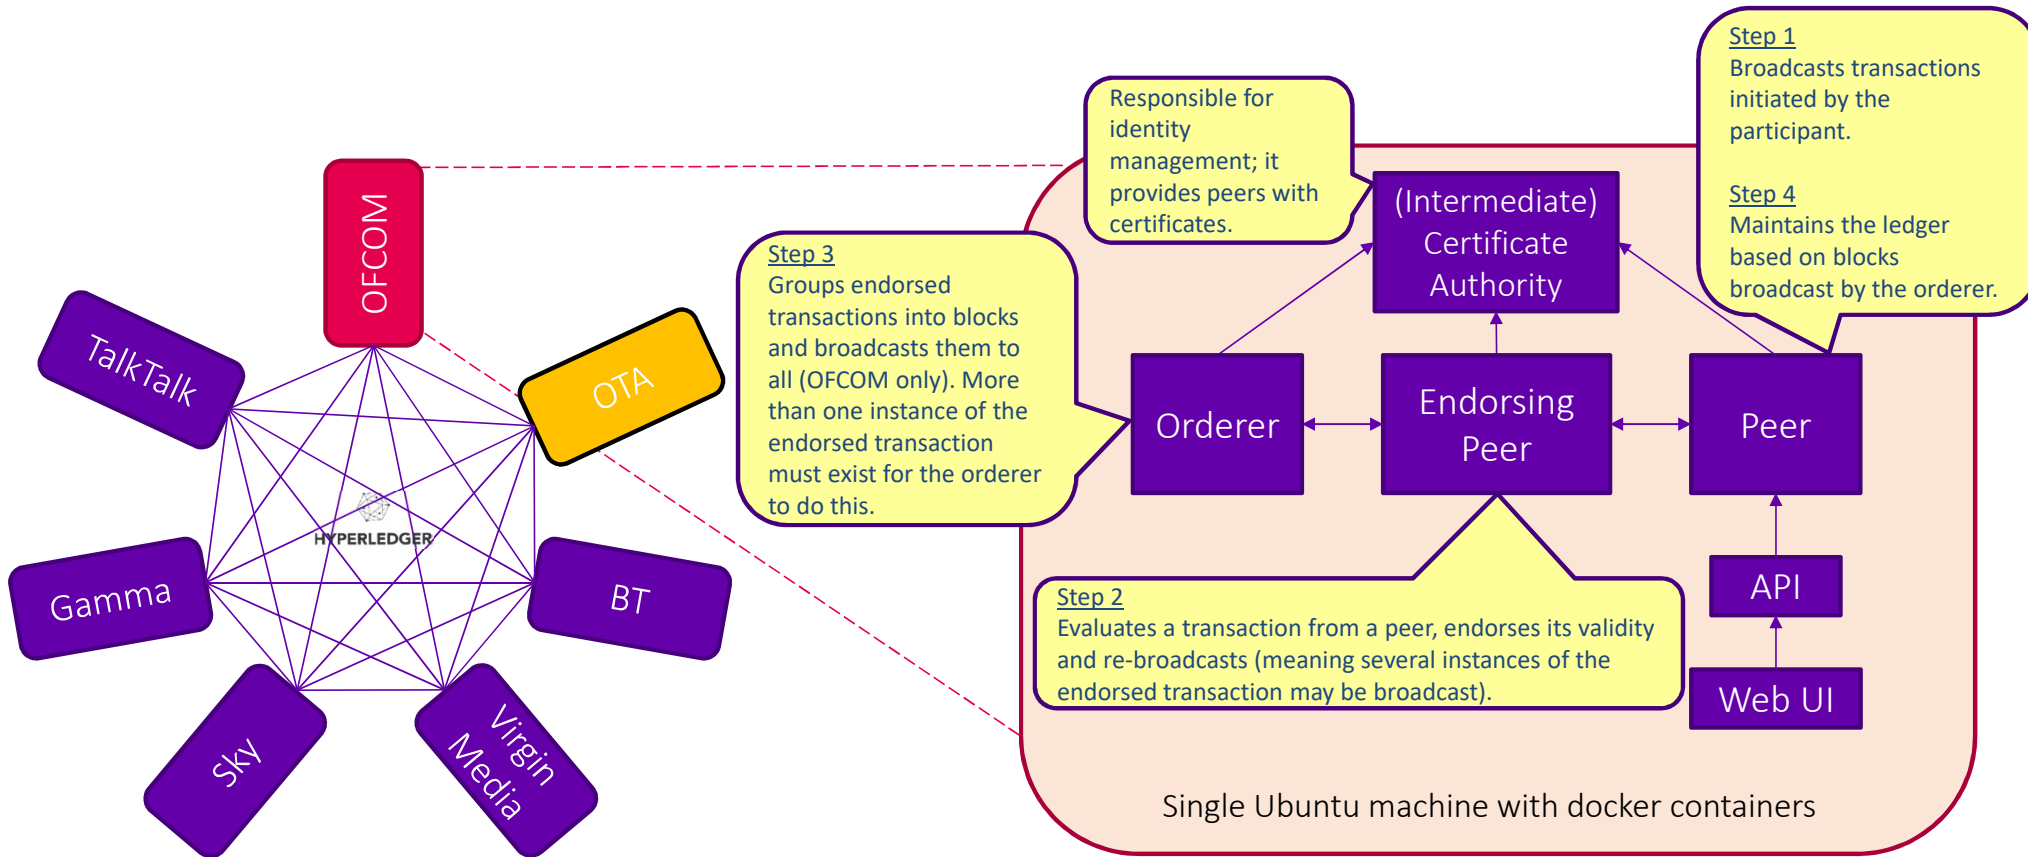 OFCOM
TalkTalk
OTA
HYPERLEDGER
Gamma
BT
Sky
Virgin
Media
Step 1
Broadcasts transactions
initiated by the
participant.
Step 4
Maintains the ledger
based on blocks
broadcast by the orderer.
Responsible for
identity
management; it
provides peers with
certificates.
(Intermediate)
Certificate
Authority
Step 3
Groups endorsed
transactions into blocks
and broadcasts them to
all (OFCOM only). More
than one instance of the
endorsed transaction
must exist for the orderer
to do this.
Orderer
Endorsing
Peer
Peer
Step 2
Evaluates a transaction from a peer, endorses its validity
and re-broadcasts (meaning several instances of the
endorsed transaction may be broadcast).
API
Web UI
Single Ubuntu machine with docker containers